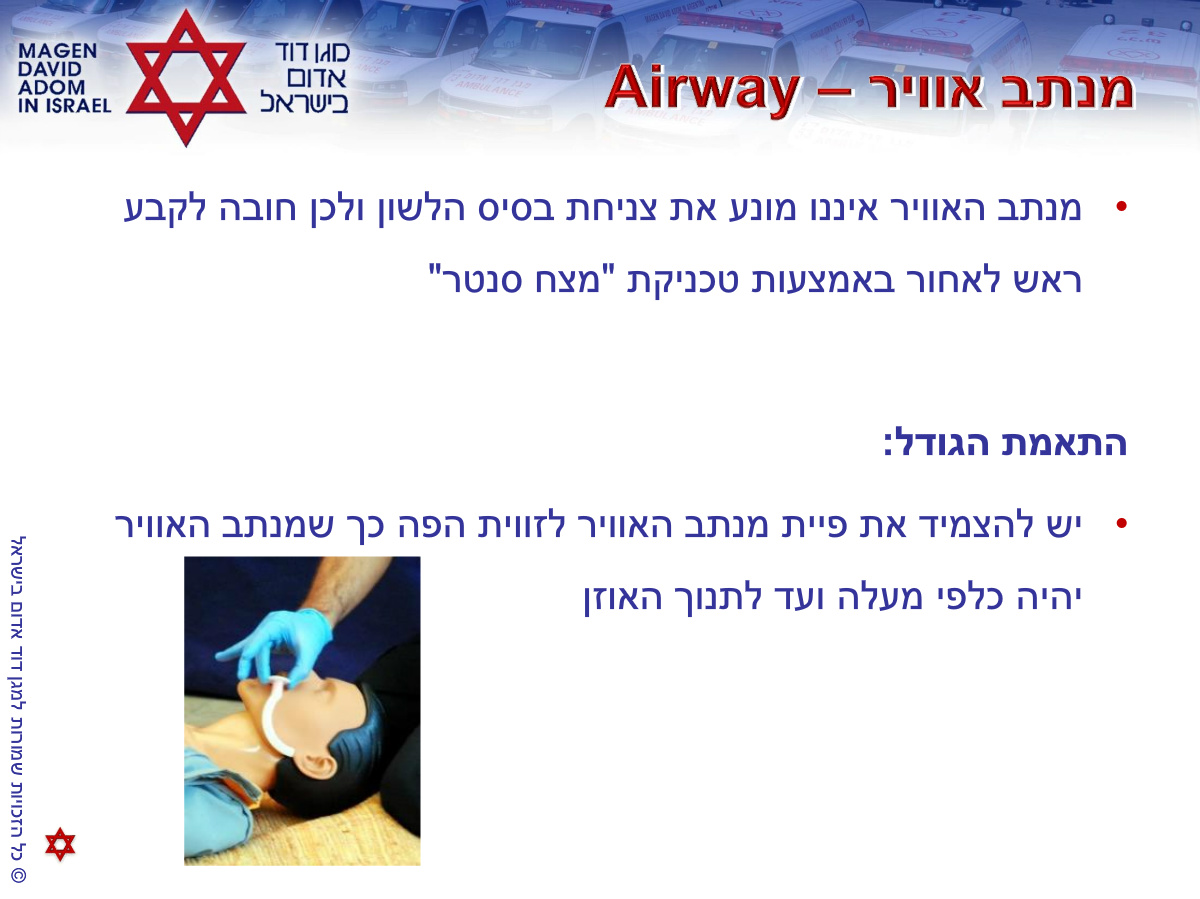 MAGEN
DAVID
ADOM
IN ISRAEL
מגן דוד
אדום
בישראל
מנתב אוויר – Airway
• מנתב האוויר איננו מונע את צניחת בסיס הלשון ולכן חובה לקבע
ראש לאחור באמצעות טכניקת "מצח סנטר"
התאמת הגודל:
• יש להצמיד את פיית מנתב האוויר לזווית הפה כך שמנתב האוויר
יהיה כלפי מעלה ועד לתנוך האוזן
© כל הזכויות שמורות למגן דוד אדום בישראל